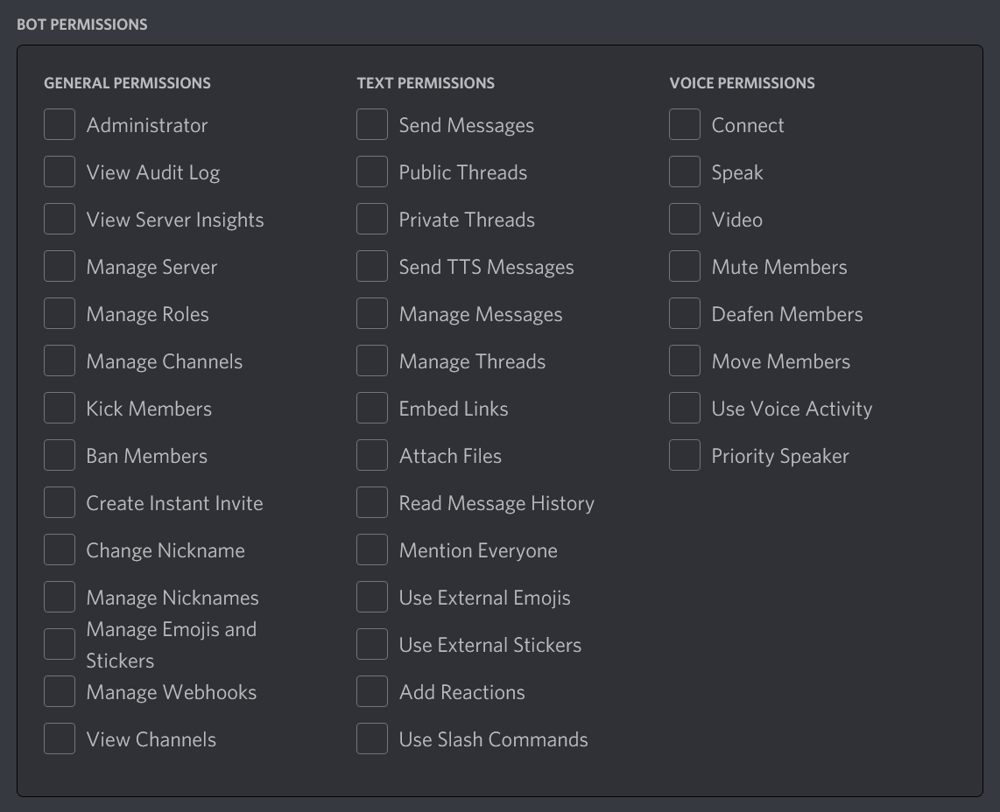 BOT PERMISSIONS
GENERAL PERMISSIONS
Administrator
View Audit Log
View Server Insights
Manage Server
Manage Roles
Manage Channels
Kick Members
Ban Members
Create Instant Invite
Change Nickname
Manage Nicknames
Manage Emojis and
Stickers
Manage Webhooks
View Channels
TEXT PERMISSIONS
Send Messages
Public Threads
Private Threads
Send TTS Messages
Manage Messages
Manage Threads
Embed Links
Attach Files
Read Message History
Mention Everyone
Use External Emojis
Use External Stickers
Add Reactions
Use Slash Commands
VOICE PERMISSIONS
Connect
Speak
Video
Mute Members
Deafen Members
Move Members
Use Voice Activity
Priority Speaker